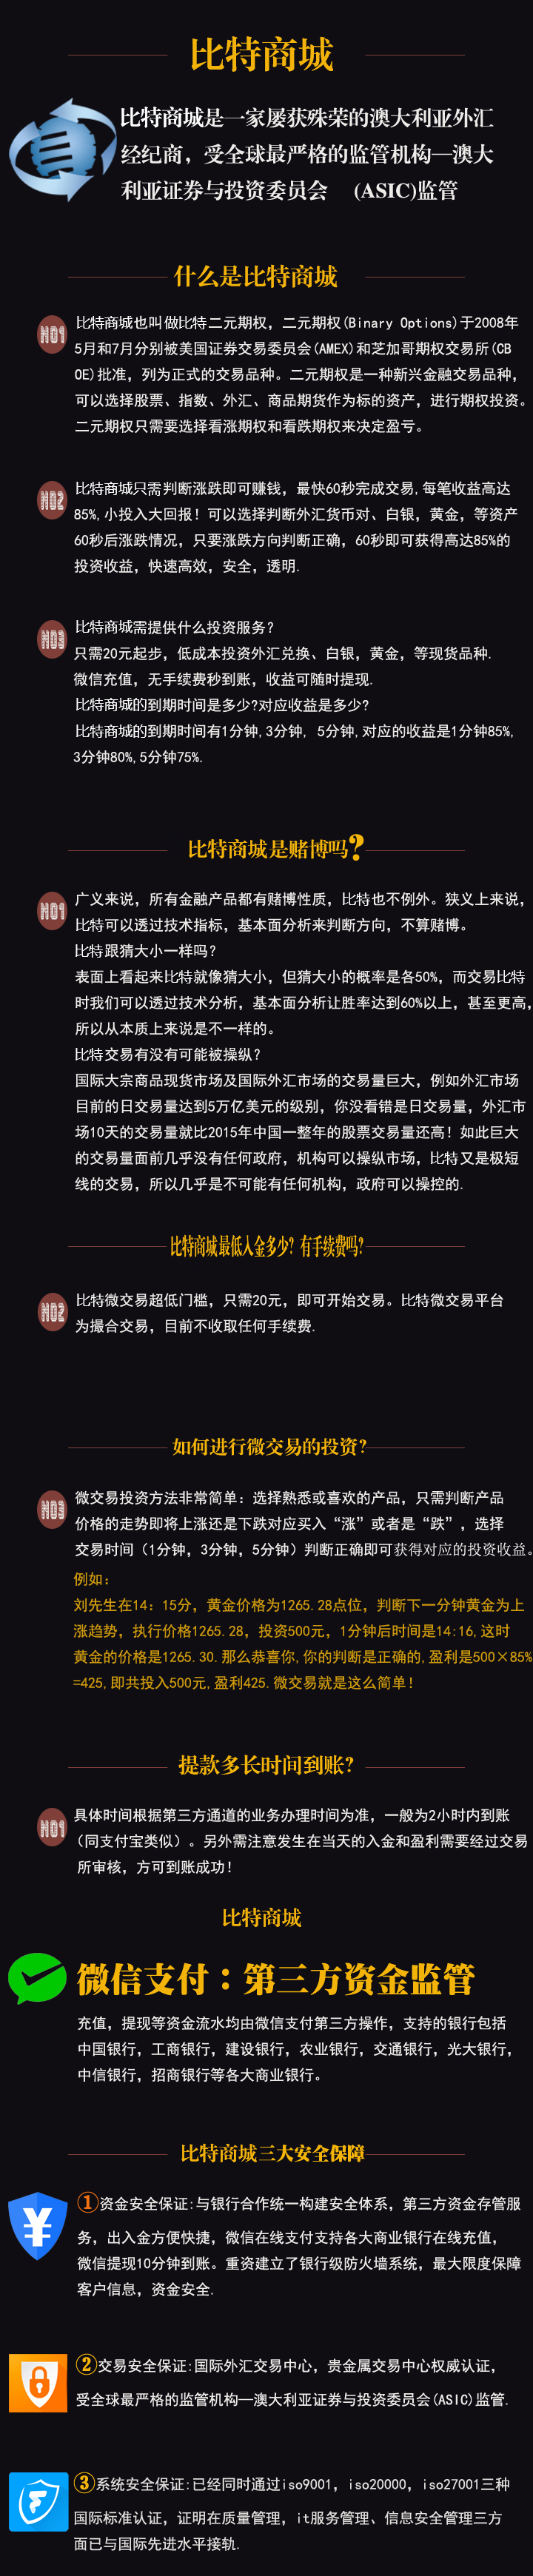 比特商城
比特商城是一家屡获殊荣的澳大利亚外汇
经纪商，受全球最严格的监管机构—澳大
利亚证券与投资委员会 (ASIC)监管
什么是比特商城
NO1
比特商城也叫做比特二元期权，二元期权(Binary Options)于2008年
5月和7月分别被美国证券交易委员会(AMEX)和芝加哥期权交易所(CB
OE)批准，列为正式的交易品种。二元期权是一种新兴金融交易品种，
可以选择股票、指数、外汇、商品期货作为标的资产，进行期权投资。
二元期权只需要选择看涨期权和看跌期权来决定盈亏。
NO2
比特商城只需判断涨跌即可赚钱，最快60秒完成交易,每笔收益高达
85%,小投入大回报！可以选择判断外汇货币对、白银，黄金，等资产
60秒后涨跌情况，只要涨跌方向判断正确，60秒即可获得高达85%的
投资收益，快速高效，安全，透明.
NO3
比特商城需提供什么投资服务？
只需20元起步，低成本投资外汇兑换、白银，黄金，等现货品种.
微信充值，无手续费秒到账，收益可随时提现.
比特商城的到期时间是多少?对应收益是多少?
比特商城的到期时间有1分钟,3分钟, 5分钟,对应的收益是1分钟85%,
3分钟80%,5分钟75%.
比特商城是赌博吗?
NO1
广义来说，所有金融产品都有赌博性质，比特也不例外。狭义上来说，
比特可以透过技术指标，基本面分析来判断方向，不算赌博。
比特跟猜大小一样吗？
表面上看起来比特就像猜大小，但猜大小的概率是各50%，而交易比特
时我们可以透过技术分析，基本面分析让胜率达到60%以上，甚至更高，
所以从本质上来说是不一样的。
比特交易有没有可能被操纵？
国际大宗商品现货市场及国际外汇市场的交易量巨大，例如外汇市场
目前的日交易量达到5万亿美元的级别，你没看错是日交易量，外汇市
场10天的交易量就比2015年中国一整年的股票交易量还高！如此巨大
的交易量面前几乎没有任何政府，机构可以操纵市场，比特又是极短
线的交易，所以几乎是不可能有任何机构，政府可以操控的.
比特商城最低入金多少？有手续费吗？
NO2
比特微交易超低门槛，只需20元，即可开始交易。比特微交易平台
为撮合交易，目前不收取任何手续费.
如何进行微交易的投资？
NO3
微交易投资方法非常简单：选择熟悉或喜欢的产品，只需判断产品
价格的走势即将上涨还是下跌对应买入“涨”或者是“跌”，选择
交易时间（1分钟，3分钟，5分钟）判断正确即可获得对应的投资收益。
例如：
刘先生在14：15分，黄金价格为1265.28点位，判断下一分钟黄金为上
涨趋势，执行价格1265.28，投资500元，1分钟后时间是14:16,这时
黄金的价格是1265.30.那么恭喜你,你的判断是正确的,盈利是500×85%
=425,即共投入500元,盈利425.微交易就是这么简单！
提款多长时间到账？
NO1
具体时间根据第三方通道的业务办理时间为准，一般为2小时内到账
（同支付宝类似）。另外需注意发生在当天的入金和盈利需要经过交易
所审核，方可到账成功！
比特商城
微信支付：第三方资金监管
充值，提现等资金流水均由微信支付第三方操作，支持的银行包括
中国银行，工商银行，建设银行，农业银行，交通银行，光大银行，
中信银行，招商银行等各大商业银行。
比特商城三大安全保障
①资金安全保证:与银行合作统一构建安全体系，第三方资金存管服
务，出入金方便快捷，微信在线支付支持各大商业银行在线充值，
微信提现10分钟到账。重资建立了银行级防火墙系统，最大限度保障
客户信息，资金安全.
②交易安全保证:国际外汇交易中心，贵金属交易中心权威认证，
受全球最严格的监管机构—澳大利亚证券与投资委员会(ASIC)监管.
③系统安全保证:已经同时通过iso9001，iso20000，iso27001三种
国际标准认证，证明在质量管理，it服务管理、信息安全管理三方
面已与国际先进水平接轨.